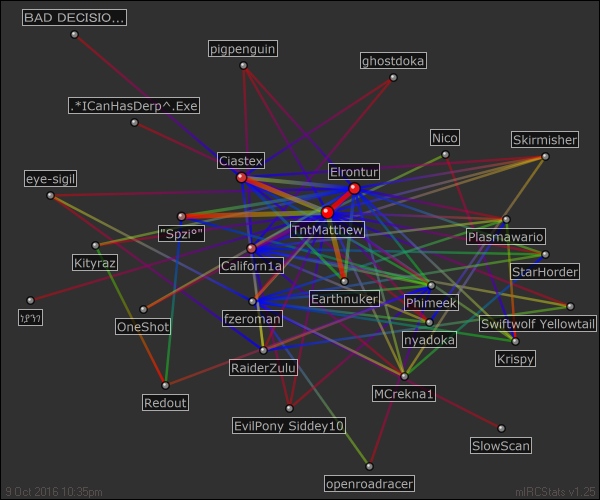 BAD DECISIO...
pigpenguin
ghostdoka
.*ICanHasDerp^.Exe
Nico
Skirmisher
Ciastex
Elrontur
eye-sigil
"Spzi°"
TntMatthew
Plasmawario
Kityraz
Californ1a
StarHorder
Earthnuker
Phimeek
OneShot
fzeroman
Swiftwolf Yellowtail
nyadoka
Krispy
RaiderZulu
MCrekna1
Redout
EvilPony Siddey10
SlowScan
openroadracer
9 Oct 2016 10:35pm
mIRCStats v1.25